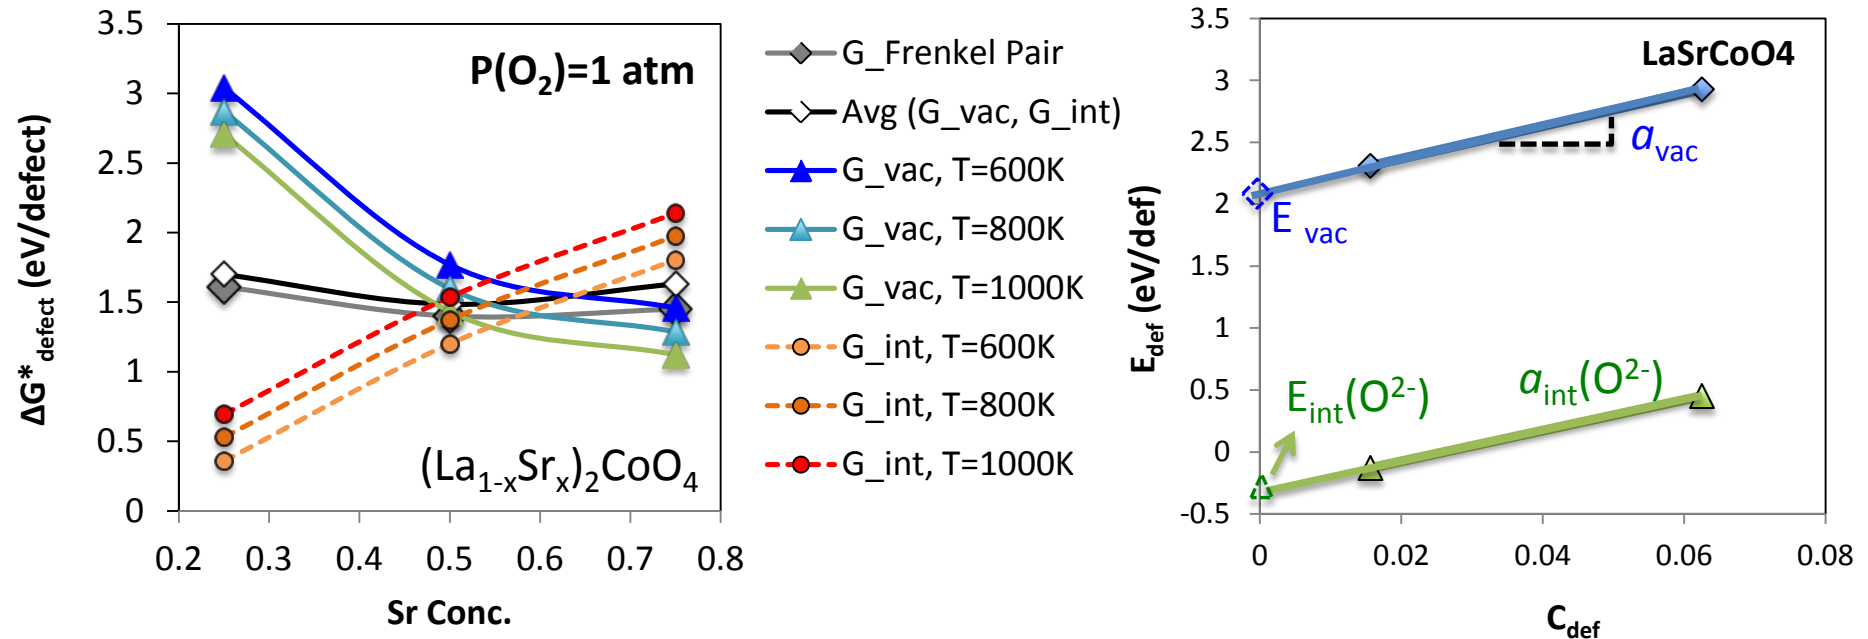 3.5
3
2.5
2
1.5
1
0.5
0
0.2 0.3 0.4 0.5 0.6 0.7 0.8
ΔG*defect (eV/defect)
Sr Conc.
P(O₂)=1 atm
(La₁₋ₓSrₓ)₂CoO₄
G_Frenkel Pair
Avg (G_vac, G_int)
G_vac, T=600K
G_vac, T=800K
G_vac, T=1000K
G_int, T=600K
G_int, T=800K
G_int, T=1000K
3.5
3
2.5
2
1.5
1
0.5
0
-0.5
0 0.02 0.04 0.06 0.08
Edef (eV/def)
Cdef
LaSrCoO4
avac
E vac
Eint(O²⁻)
aint(O²⁻)